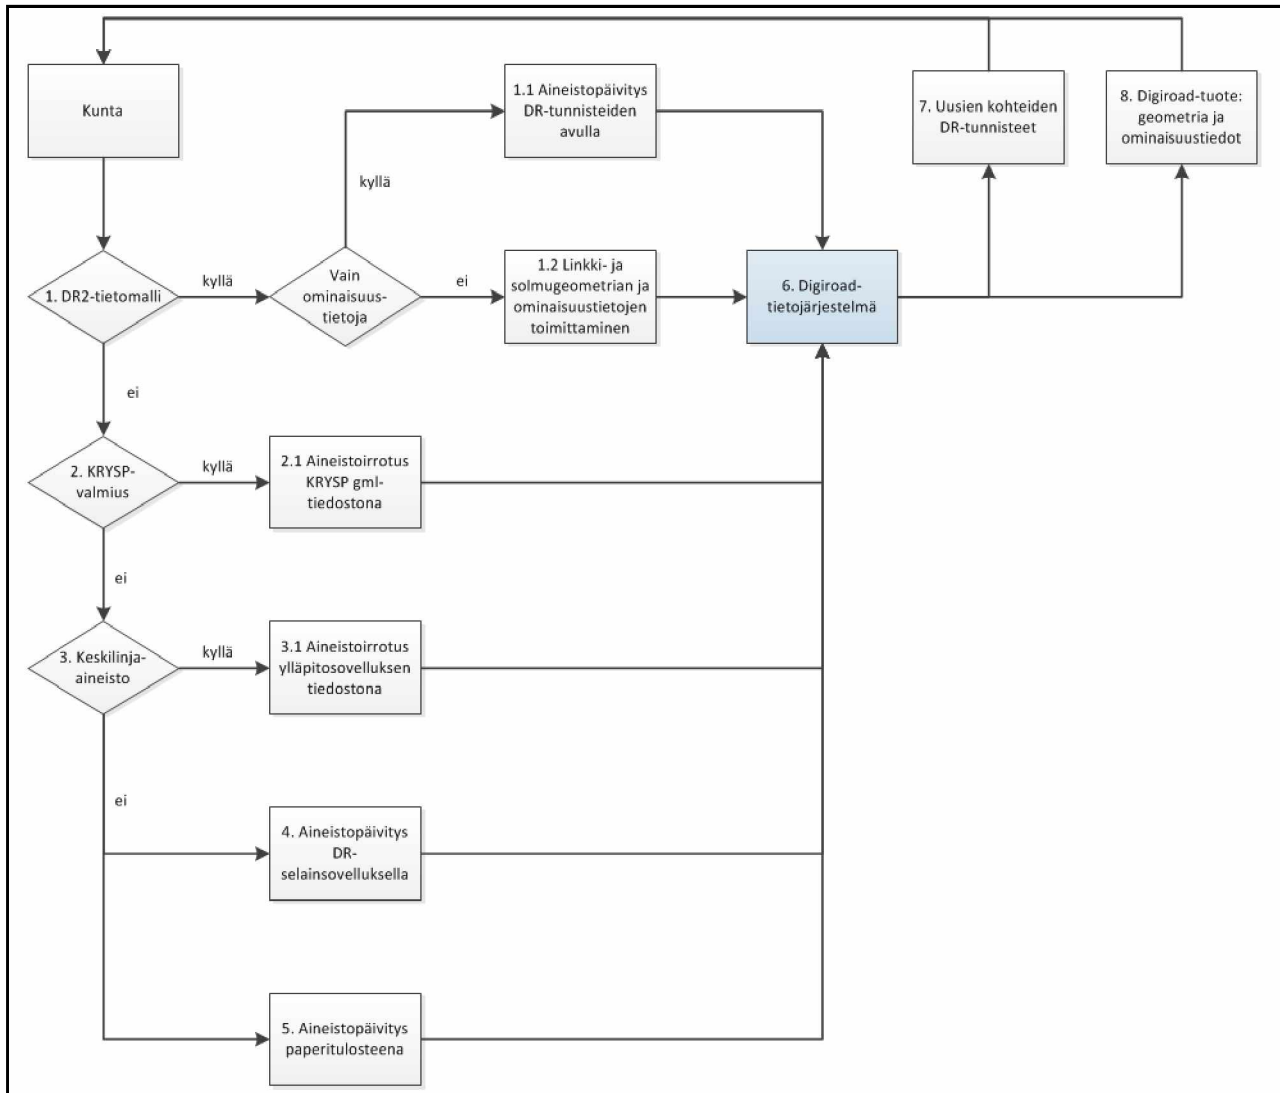 Kunta
1.1 Aineistopäivitys
DR-tunnisteiden
avulla
7. Uusien kohteiden
DR-tunnisteet
8. Digiroad-tuote:
geometria ja
ominaisuustiedot
kyllä
1. DR2-tietomalli
kyllä
Vain
ominaisuus-
tietoja
ei
1.2 Linkki- ja
solmugeometrian ja
ominaisuustietojen
toimittaminen
6. Digiroad-
tietojärjestelmä
ei
2. KRYSP-
valmius
kyllä
2.1 Aineistoirrotus
KRYSP gml-
tiedostona
ei
3. Keskilinja-
aineisto
kyllä
3.1 Aineistoirrotus
ylläpitosovelluksen
tiedostona
ei
4. Aineistopäivitys
DR-
selainsovelluksella
5. Aineistopäivitys
paperitulosteena